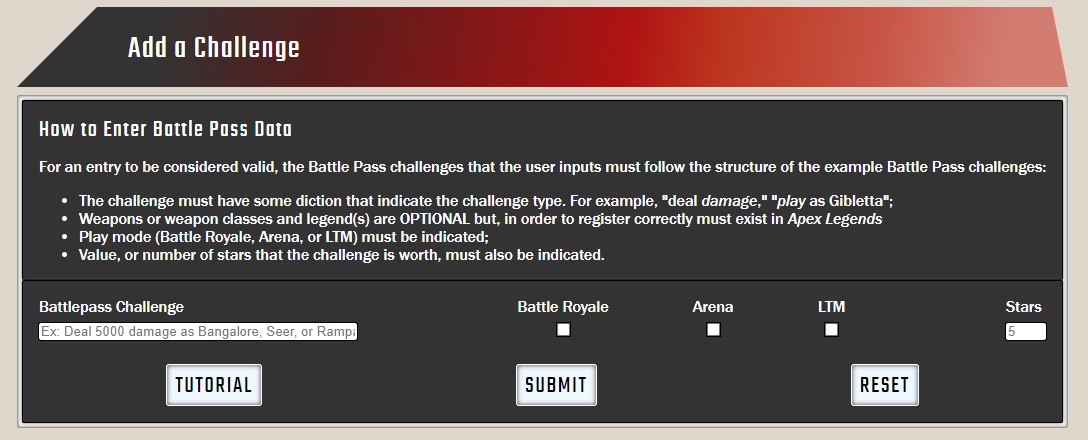 Add a Challenge
How to Enter Battle Pass Data
For an entry to be considered valid, the Battle Pass challenges that the user inputs must follow the structure of the example Battle Pass challenges:
• The challenge must have some diction that indicate the challenge type. For example, "deal damage," "play as Gibletta";
• Weapons or weapon classes and legend(s) are OPTIONAL but, in order to register correctly must exist in Apex Legends
• Play mode (Battle Royale, Arena, or LTM) must be indicated;
• Value, or number of stars that the challenge is worth, must also be indicated.
Battlepass Challenge Battle Royale Arena LTM Stars
Ex: Deal 5000 damage as Bangalore, Seer, or Rampa 5
TUTORIAL SUBMIT RESET